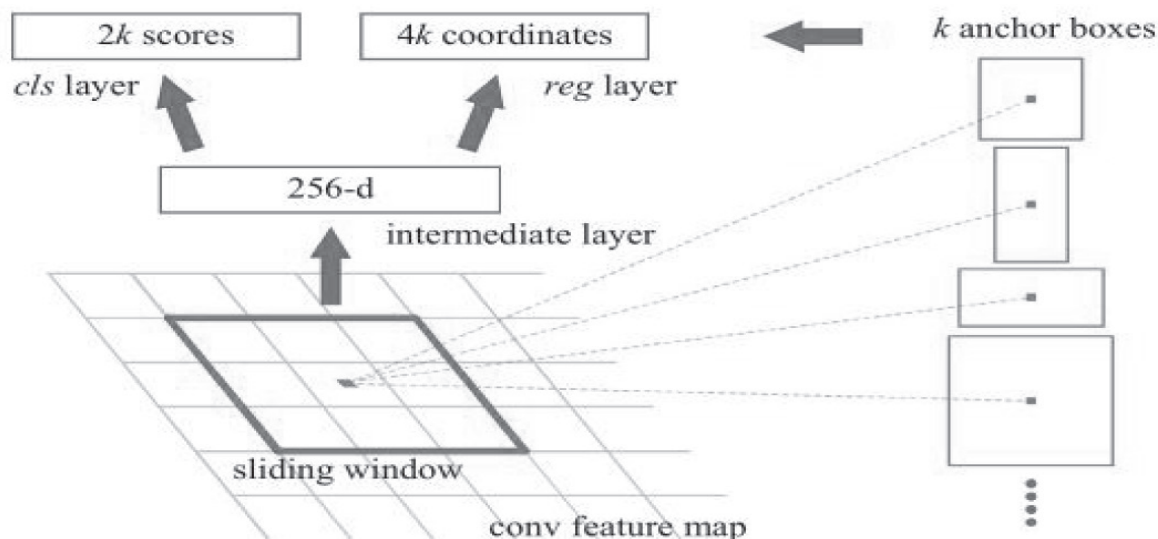 2k scores
4k coordinates
k anchor boxes
cls layer
reg layer
256-d
intermediate layer
sliding window
conv feature map